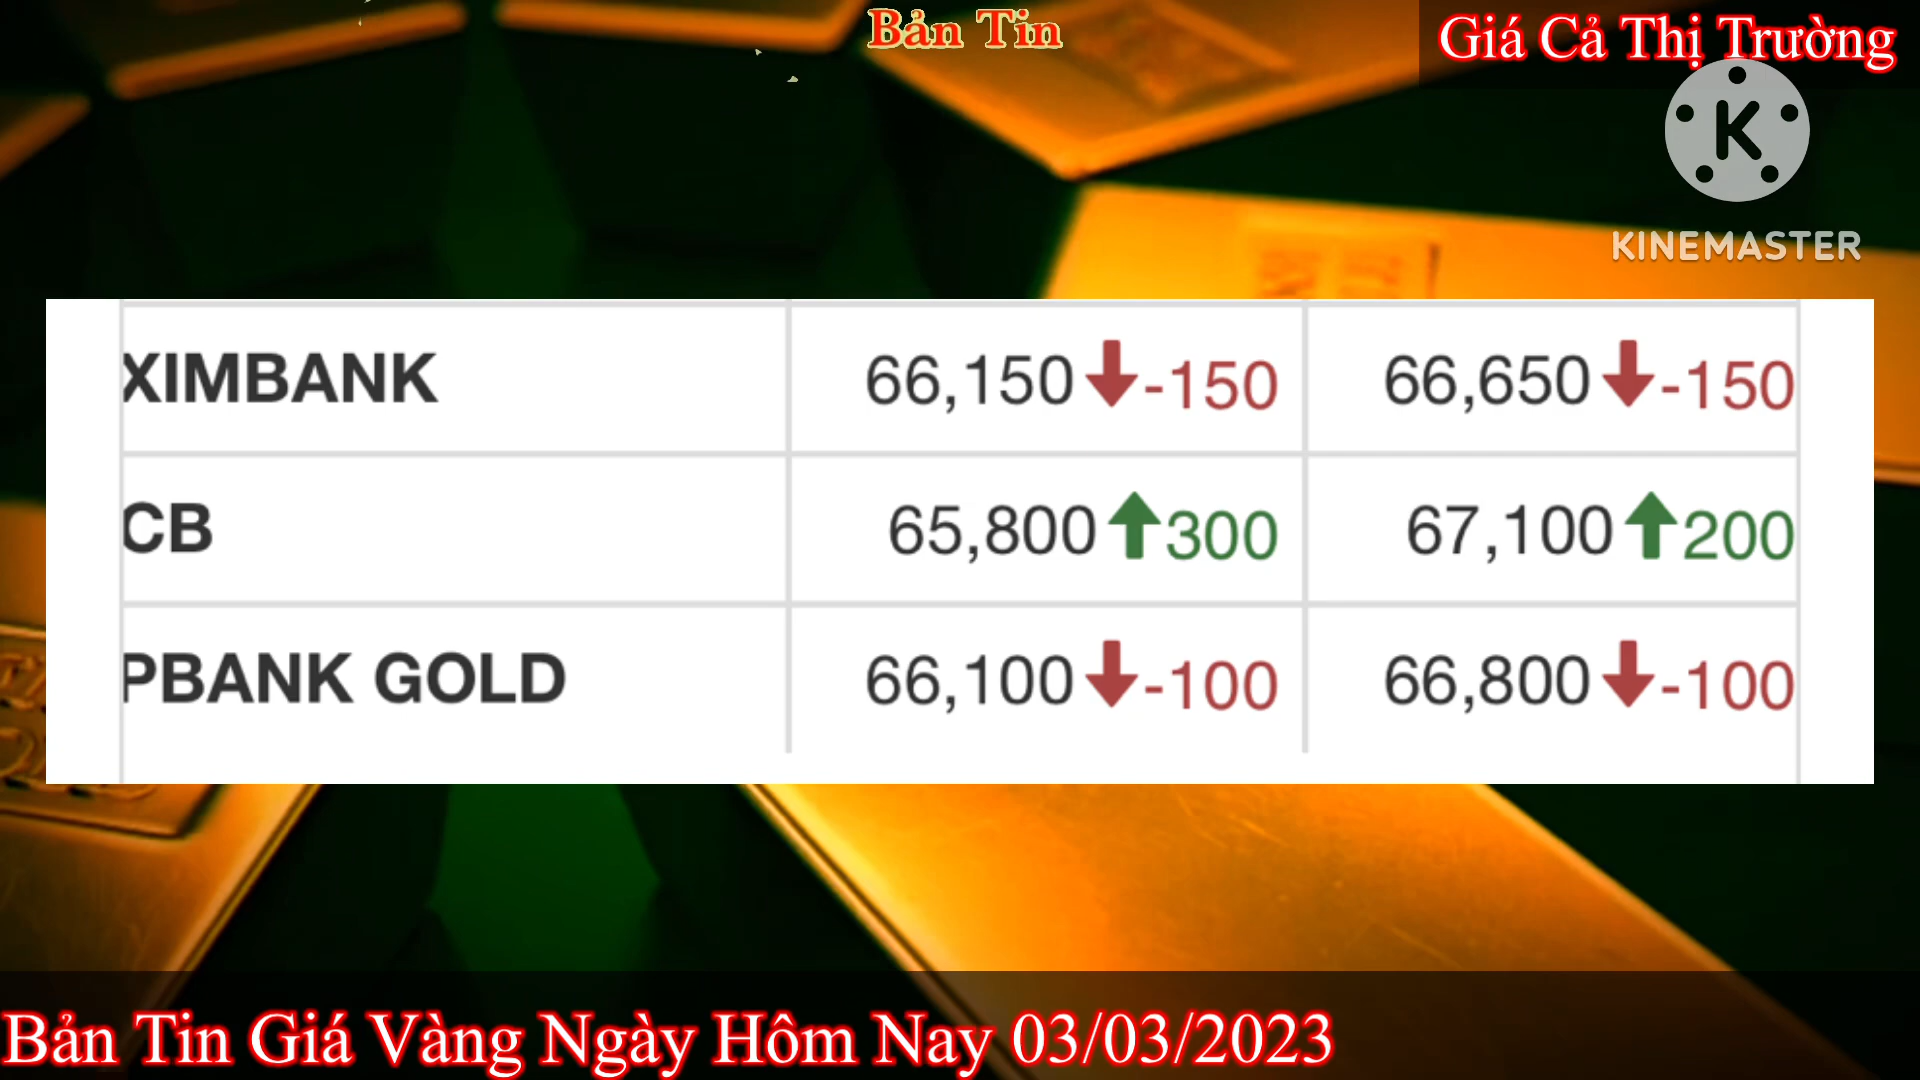 Bản Tin
Giá Cả Thị Trường
K
KINEMASTER
XIMBANK 66,150 -150 66,650 -150
CB 65,800 300 67,100 200
PBANK GOLD 66,100 -100 66,800 -100
Bản Tin Giá Vàng Ngày Hôm Nay 03/03/2023